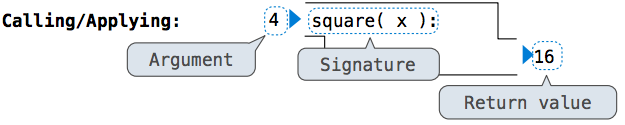 Calling/Applying: 4 square( x ):
Argument
Signature
16
Return value